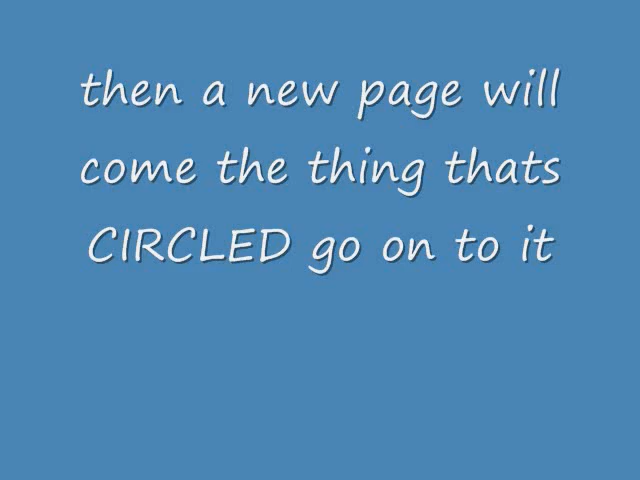 then a new page will
come the thing thats
CIRCLED go on to it